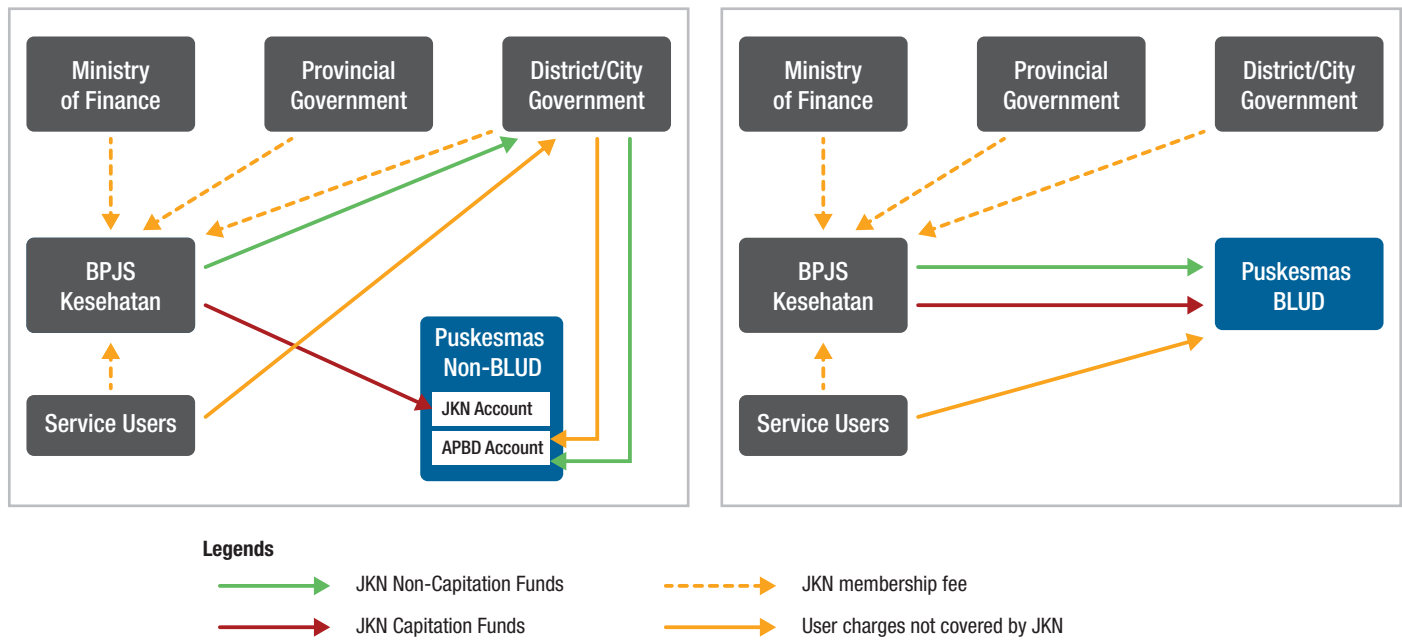 Ministry
of Finance
Provincial
Government
District/City
Government
BPJS
Kesehatan
Puskesmas
Non-BLUD
JKN Account
APBD Account
Service Users
Ministry
of Finance
Provincial
Government
District/City
Government
BPJS
Kesehatan
Puskesmas
BLUD
Service Users
Legends
JKN Non-Capitation Funds
JKN membership fee
JKN Capitation Funds
User charges not covered by JKN